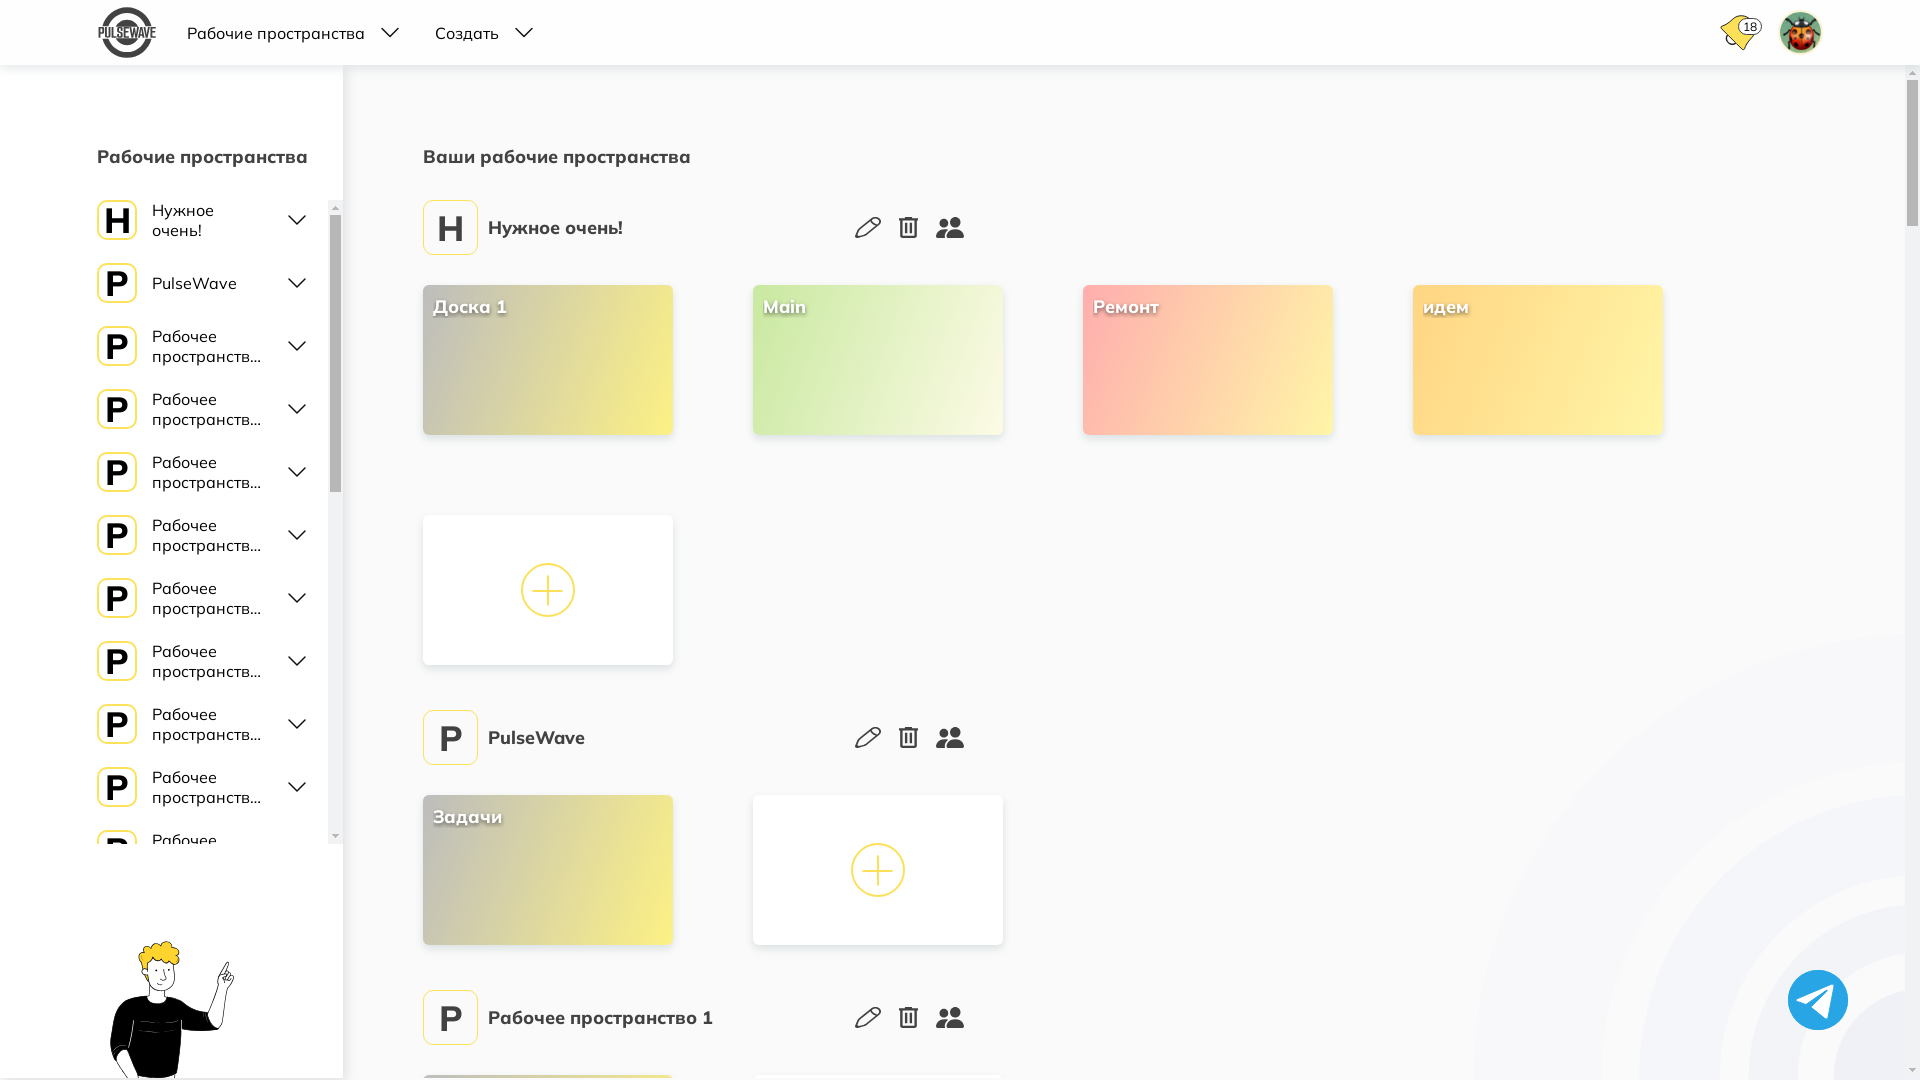 PULSEWAVE
Рабочие пространства
Создать
18
Рабочие пространства
Н
Нужное
очень!
P
PulseWave
Р
Рабочее
пространств...
Р
Рабочее
пространств...
Р
Рабочее
пространств...
Р
Рабочее
пространств...
Р
Рабочее
пространств...
Р
Рабочее
пространств...
Р
Рабочее
пространств...
Р
Рабочее
пространств...
Р
Рабочее
Ваши рабочие пространства
Н
Нужное очень!
Доска 1
Main
Ремонт
идем
P
PulseWave
Задачи
Р
Рабочее пространство 1